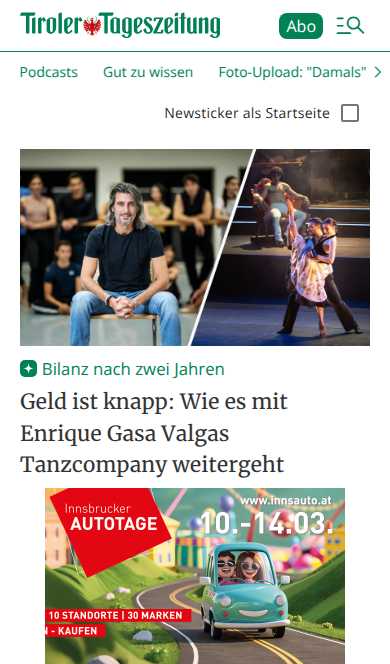 Tiroler Tageszeitung
Abo
Podcasts Gut zu wissen Foto-Upload: "Damals"
Newsticker als Startseite
Bilanz nach zwei Jahren
Geld ist knapp: Wie es mit
Enrique Gasa Valgas
Tanzcompany weitergeht
www.innsauto.at
Innsbrucker
AUTOTAGE
10.-14.03.
10 STANDORTE | 30 MARKEN
N - KAUFEN